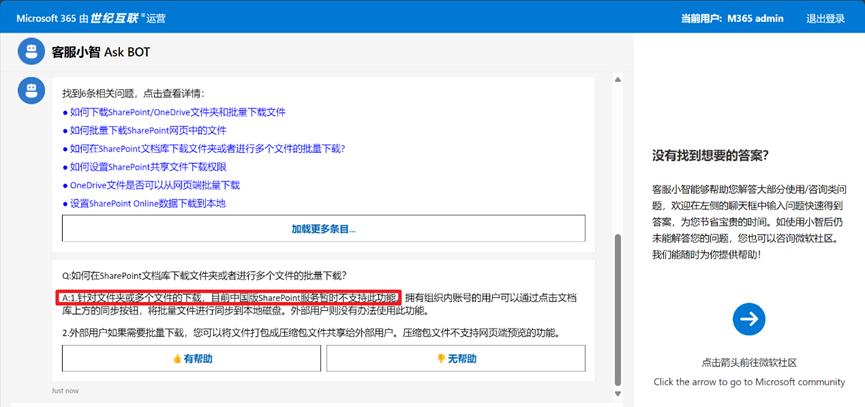 Microsoft 365 由世纪互联®运营
当前用户: M365 admin 退出登录
客服小智 Ask BOT
找到6条相关问题，点击查看详情：
● 如何下载SharePoint/OneDrive文件夹和批量下载文件
● 如何批量下载SharePoint网页中的文件
● 如何在SharePoint文档库下载文件夹或者进行多个文件的批量下载?
● 如何设置SharePoint共享文件下载权限
● OneDrive文件是否可以从网页端批量下载
● 设置SharePoint Online数据下载到本地
加载更多条目...
Q:如何在SharePoint文档库下载文件夹或者进行多个文件的批量下载?
A:1.针对文件夹或多个文件的下载，目前中国版SharePoint服务暂时不支持此功能，拥有组织内账号的用户可以通过点击文档
库上方的同步按钮，将批量文件进行同步到本地磁盘。外部用户则没有办法使用此功能。
2.外部用户如果需要批量下载，您可以将文件打包成压缩包文件共享给外部用户。压缩包文件不支持网页端预览的功能。
👍有帮助
👎无帮助
Just now
没有找到想要的答案？
客服小智能够帮助您解答大部分使用/咨询类问
题，欢迎在左侧的聊天框中输入问题快速得到
答案，为您节省宝贵的时间。如使用小智后仍
未能解答您的问题，您也可以咨询微软社区。
我们能随时为你提供帮助！
点击箭头前往微软社区
Click the arrow to go to Microsoft community